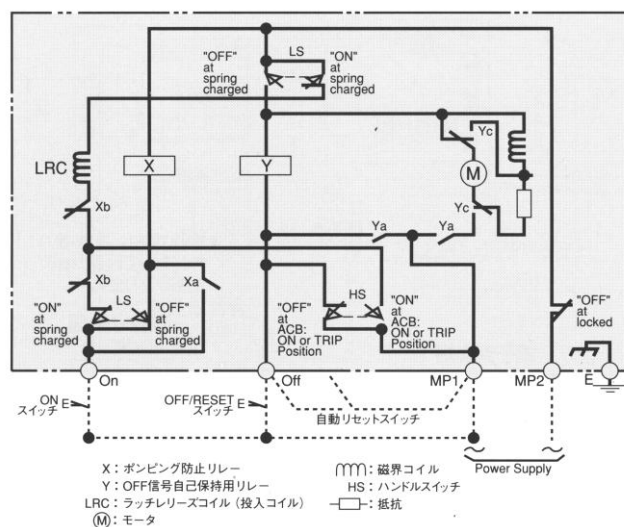 "OFF"
at
spring
charged
LS
"ON"
at
spring
charged
LRC
X
Y
Yc
M
Yc
Xb
Ya
Ya
Xb
Xa
"ON"
at
spring
charged
LS
"OFF"
at
spring
charged
"OFF"
at
ACB:
ON or TRIP
Position
HS
"ON"
at
ACB:
ON or TRIP
Position
"OFF"
at
locked
On
Off
MP1
MP2
E
ON
スイッチ
E
OFF/RESET
スイッチ
E
自動リセットスイッチ
Power Supply
X:ポンピング防止リレー
Y:OFF信号自己保持用リレー
LRC:ラッチレリーズコイル(投入コイル)
M:モータ
:磁界コイル
HS:ハンドルスイッチ
:抵抗